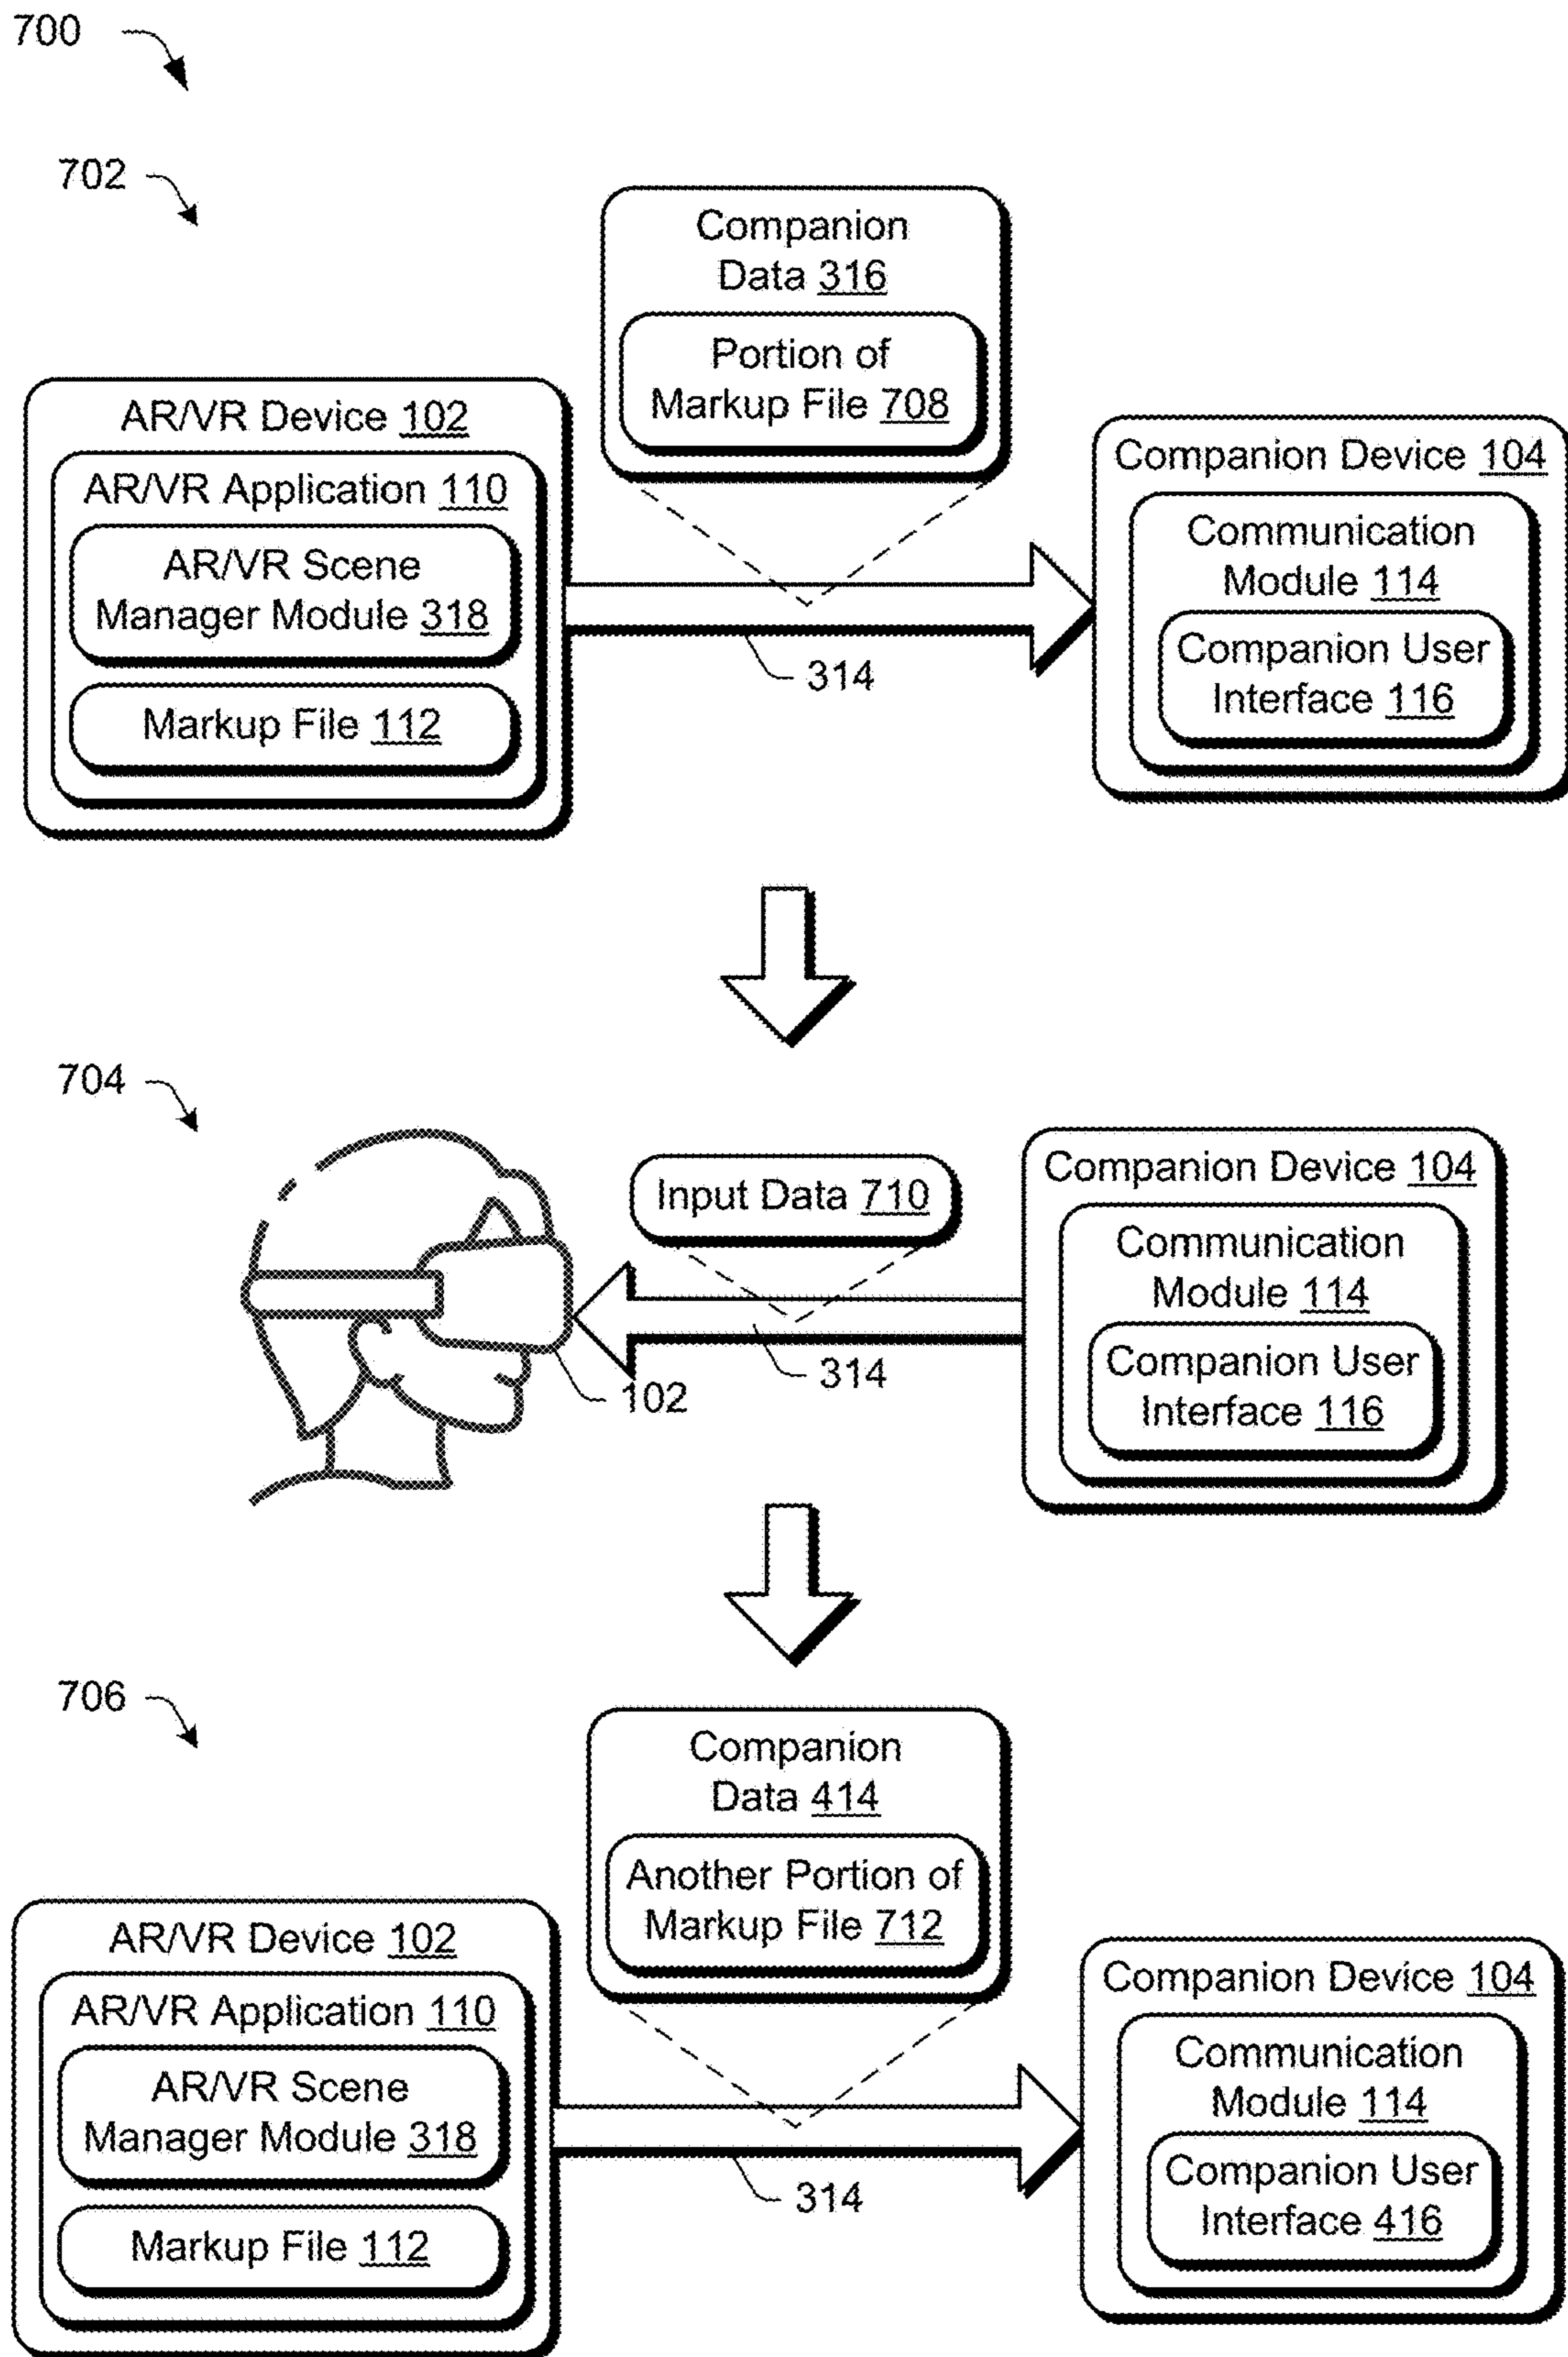 700
702
Companion
Data 316
Portion of
Markup File 708
AR/VR Device 102
AR/VR Application 110
AR/VR Scene
Manager Module 318
Markup File 112
314
Companion Device 104
Communication
Module 114
Companion User
Interface 116
704
Input Data 710
102
314
Companion Device 104
Communication
Module 114
Companion User
Interface 116
706
Companion
Data 414
Another Portion of
Markup File 712
AR/VR Device 102
AR/VR Application 110
AR/VR Scene
Manager Module 318
Markup File 112
314
Companion Device 104
Communication
Module 114
Companion User
Interface 416